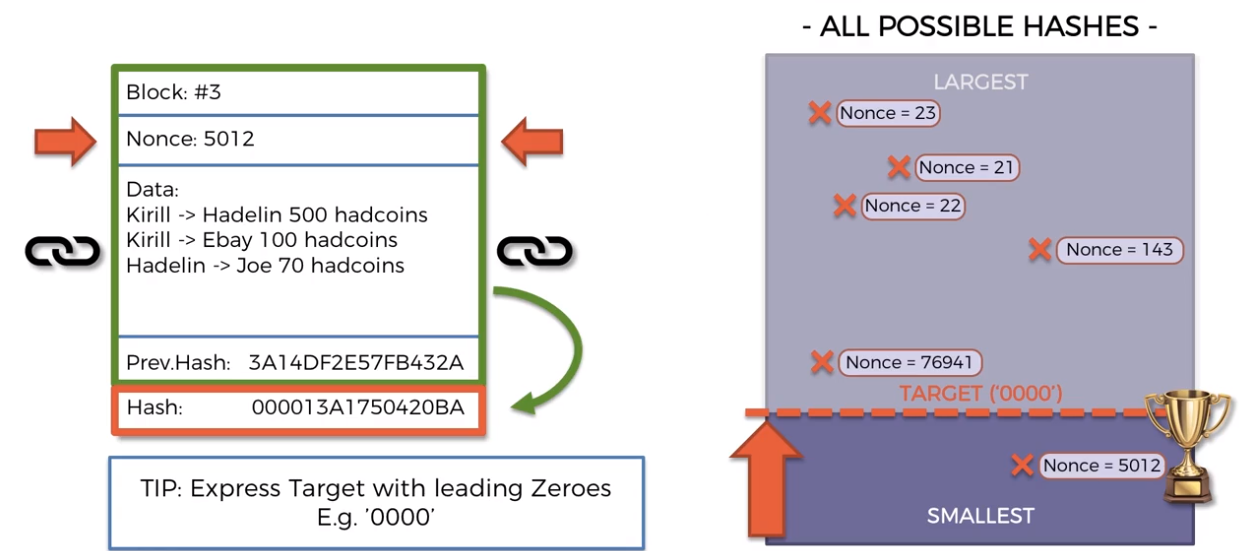 Block: #3
Nonce: 5012
Data:
Kirill -> Hadelin 500 hadcoins
Kirill -> Ebay 100 hadcoins
Hadelin -> Joe 70 hadcoins
Prev.Hash: 3A14DF2E57FB432A
Hash: 000013A1750420BA
TIP: Express Target with leading Zeroes
E.g. '0000'
- ALL POSSIBLE HASHES -
LARGEST
Nonce = 23
Nonce = 21
Nonce = 22
Nonce = 143
Nonce = 76941
TARGET ('0000')
Nonce = 5012
SMALLEST